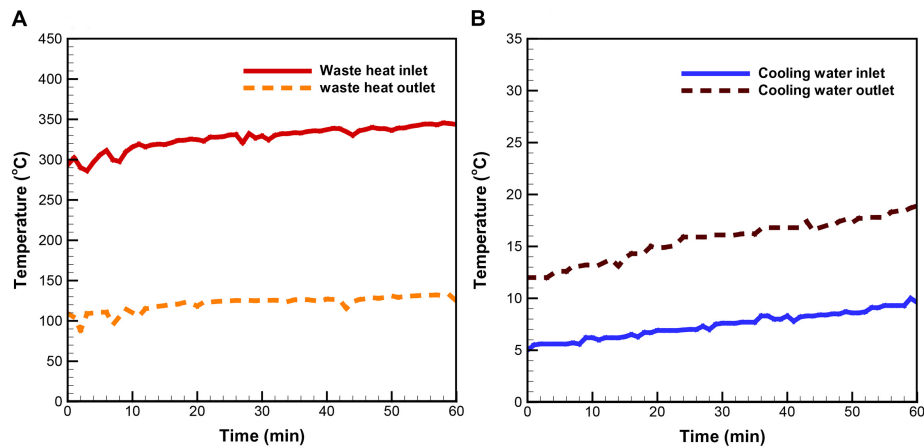 A
450
400
350
300
250
200
150
100
50
0
0 10 20 30 40 50 60
Temperature (°C)
Time (min)
Waste heat inlet
waste heat outlet
B
35
30
25
20
15
10
5
0
0 10 20 30 40 50 60
Temperature (°C)
Time (min)
Cooling water inlet
Cooling water outlet